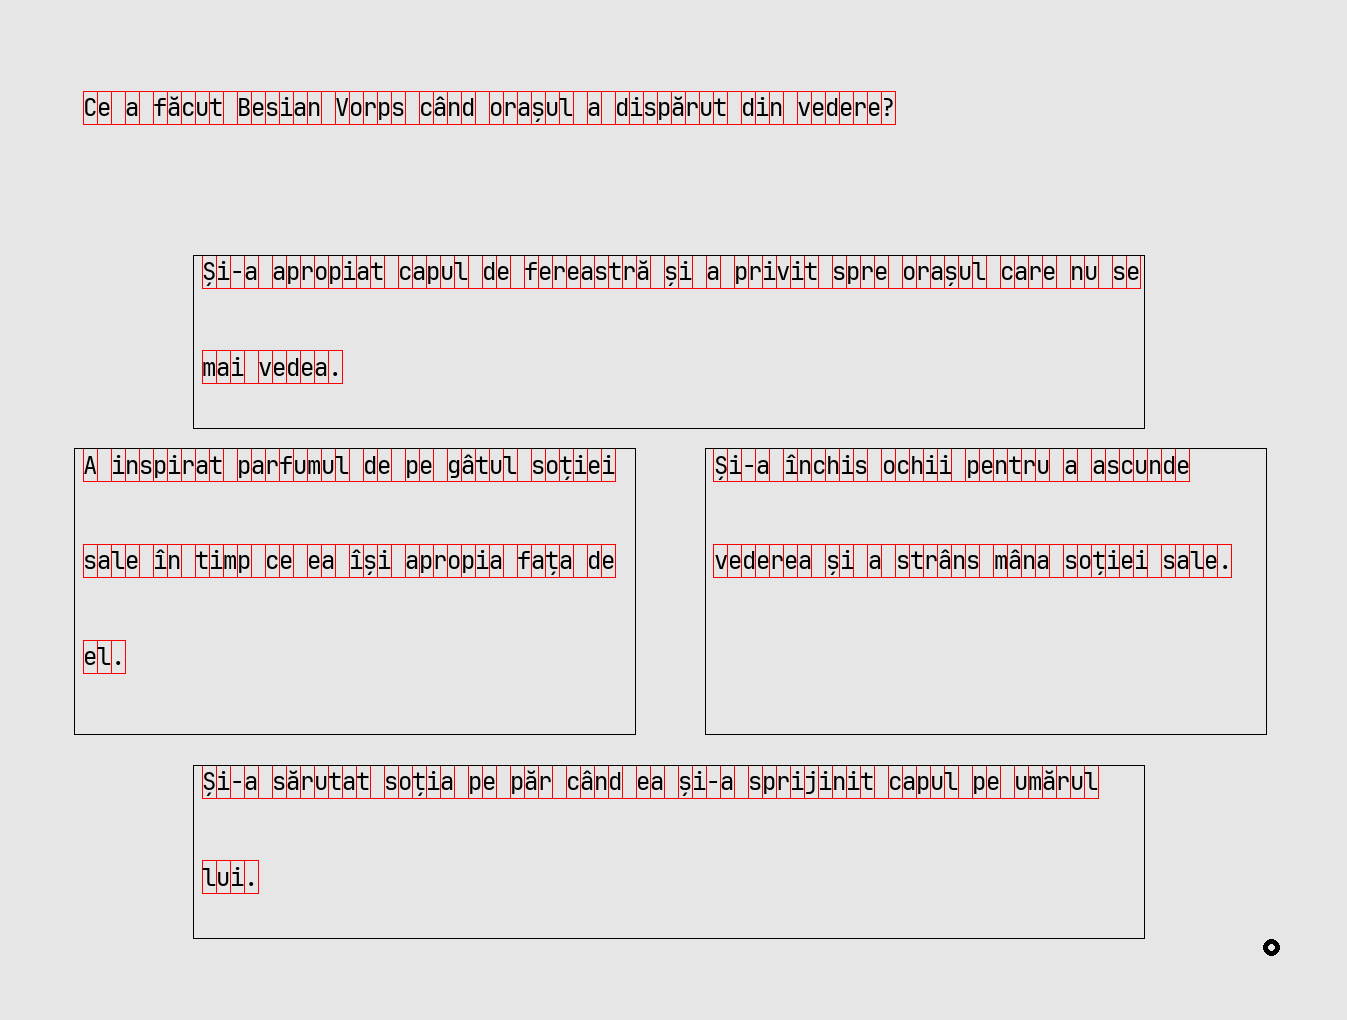 Ce a făcut Besian Vorps când orașul a dispărut din vedere?
Și-a apropiat capul de fereastră și a privit spre orașul care nu se
mai vedea.
A inspirat parfumul de pe gâtul soției
sale în timp ce ea își apropia fața de
el.
Și-a închis ochii pentru a ascunde
vederea și a strâns mâna soției sale.
Și-a sărutat soția pe păr când ea și-a sprijinit capul pe umărul
lui.